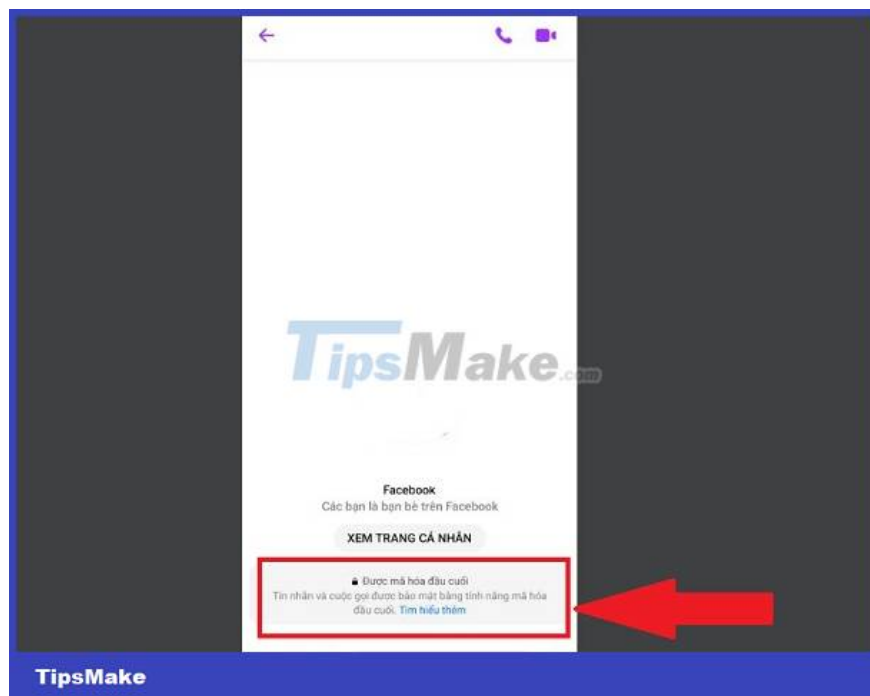 TipsMake.com
Facebook
Các bạn là bạn bè trên Facebook
XEM TRANG CÁ NHÂN
Được mã hóa đầu cuối
Tin nhắn và cuộc gọi được bảo mật bằng tính năng mã hóa
đầu cuối. Tìm hiểu thêm
TipsMake